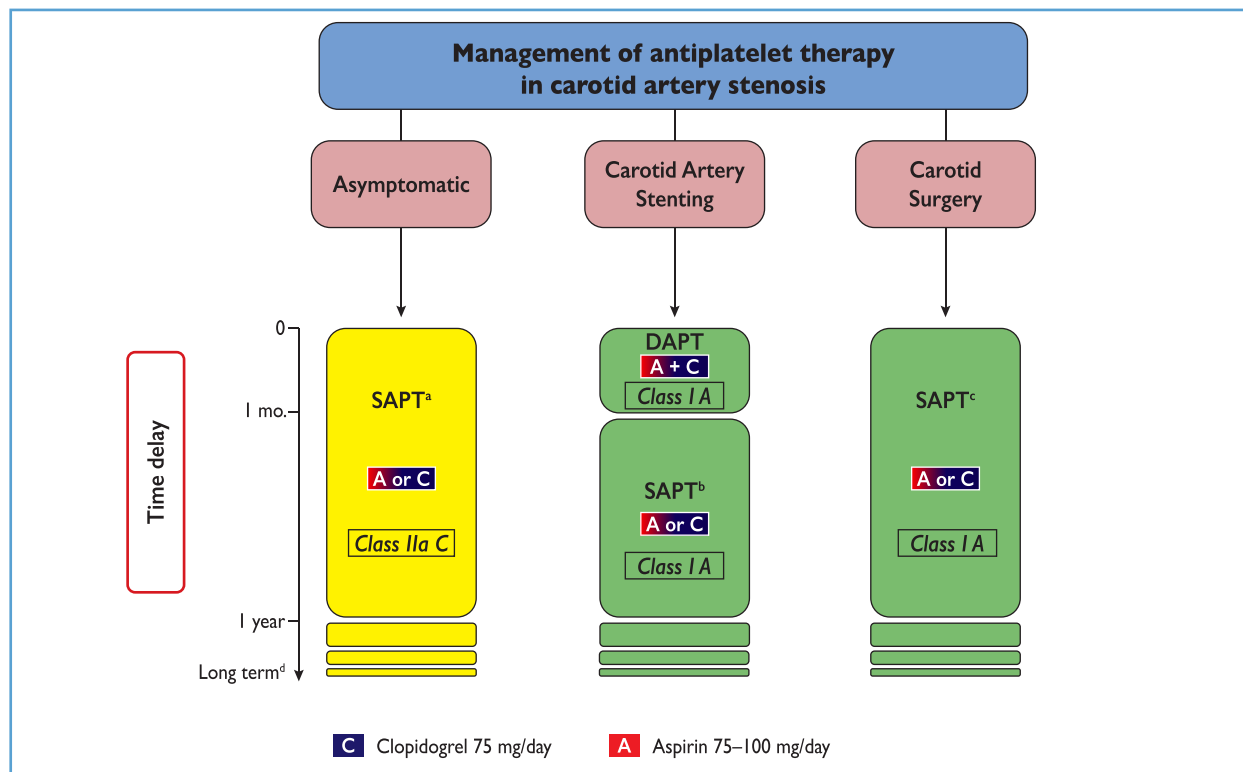 Management of antiplatelet therapy
in carotid artery stenosis
Asymptomatic
Carotid Artery
Stenting
Carotid
Surgery
Time delay
0
1 mo.
1 year
Long termᵈ
SAPTᵃ
A or C
Class IIa C
DAPT
A + C
Class I A
SAPTᵇ
A or C
Class I A
SAPTᶜ
A or C
Class I A
C Clopidogrel 75 mg/day
A Aspirin 75–100 mg/day